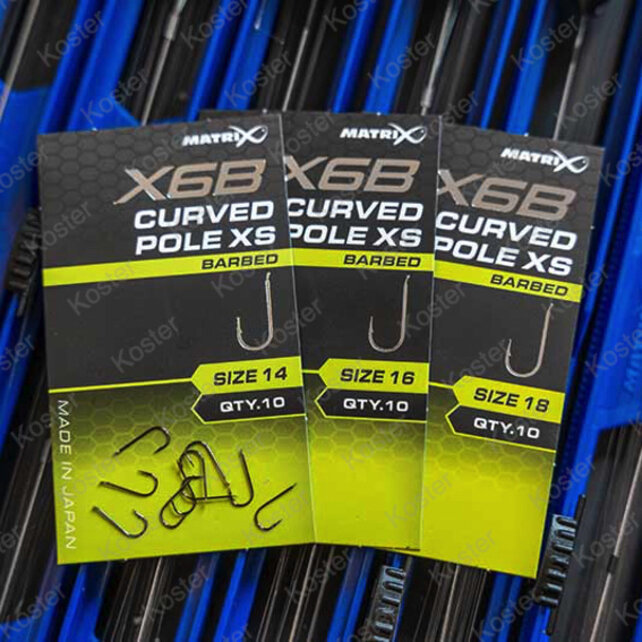 MATRIX
X6B
CURVED
POLE XS
BARBED
SIZE 14
QTY.10
MADE IN JAPAN
MATRIX
X6B
CURVED
POLE XS
BARBED
SIZE 16
QTY.10
MATRIX
X6B
CURVED
POLE XS
BARBED
SIZE 18
QTY.10
Koster